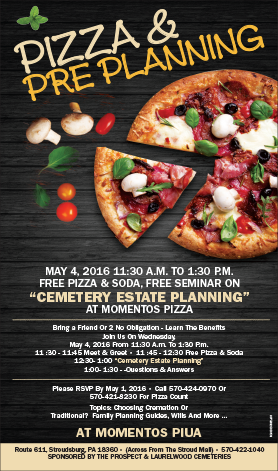 PIZZA &
PRE PLANNING
MAY 4, 2016 11:30 A.M. TO 1:30 P.M.
FREE PIZZA & SODA, FREE SEMINAR ON
“CEMETERY ESTATE PLANNING”
AT MOMENTOS PIZZA
Bring a Friend Or 2 No Obligation - Learn The Benefits
Join Us On Wednesday,
May 4, 2016 From 11:30 A.m. To 1:30 P.m.
11:30 - 11:45 Meet & Greet • 11:45 - 12:30 Free Pizza & Soda
12:30- 1:00 "Cemetery Estate Planning"
1:00- 1:30 - -Questions & Answers
Please RSVP By May 1, 2016 • Call 570-424-0970 Or
570-421-8230 For Pizza Count
Topics: Choosing Cremation Or
Traditional? Family Planning Guides, Wills And More ...
AT MOMENTOS PIUA
Route 611, Stroudsburg, PA 18360 • (Across From The Stroud Mall) • 570-422-1040
SPONSORED BY THE PROSPECT & LAURELWOOD CEMETERIES